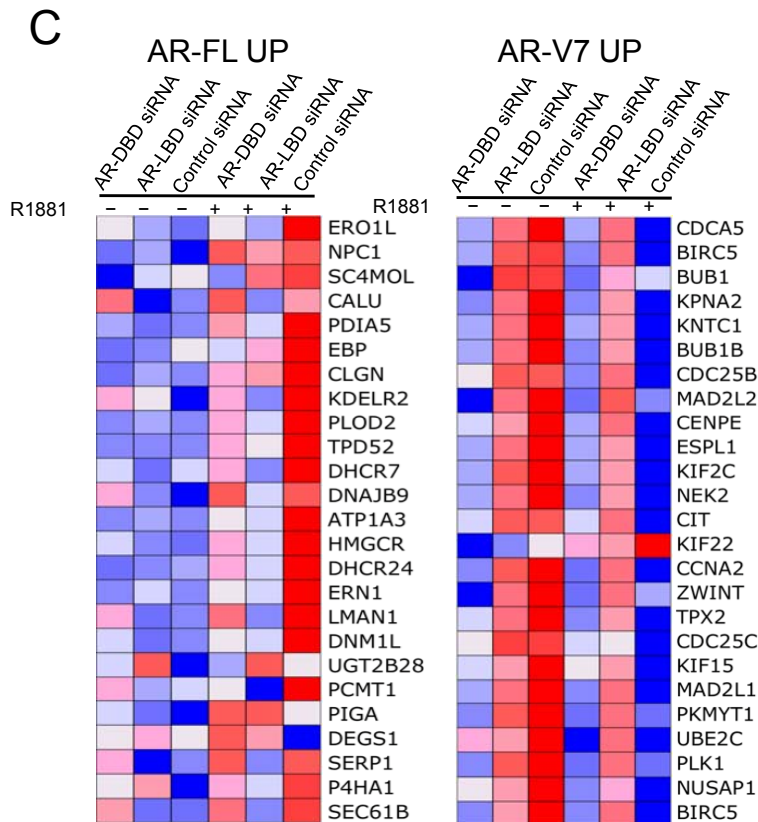 C
AR-FL UP
AR-DBD siRNA
AR-LBD siRNA
Control siRNA
AR-DBD siRNA
AR-LBD siRNA
Control siRNA
R1881 – – – + + +
ERO1L
NPC1
SC4MOL
CALU
PDIA5
EBP
CLGN
KDELR2
PLOD2
TPD52
DHCR7
DNAJB9
ATP1A3
HMGCR
DHCR24
ERN1
LMAN1
DNM1L
UGT2B28
PCMT1
PIGA
DEGS1
SERP1
P4HA1
SEC61B
AR-V7 UP
AR-DBD siRNA
AR-LBD siRNA
Control siRNA
AR-DBD siRNA
AR-LBD siRNA
Control siRNA
R1881 – – – + + +
CDCA5
BIRC5
BUB1
KPNA2
KNTC1
BUB1B
CDC25B
MAD2L2
CENPE
ESPL1
KIF2C
NEK2
CIT
KIF22
CCNA2
ZWINT
TPX2
CDC25C
KIF15
MAD2L1
PKMYT1
UBE2C
PLK1
NUSAP1
BIRC5